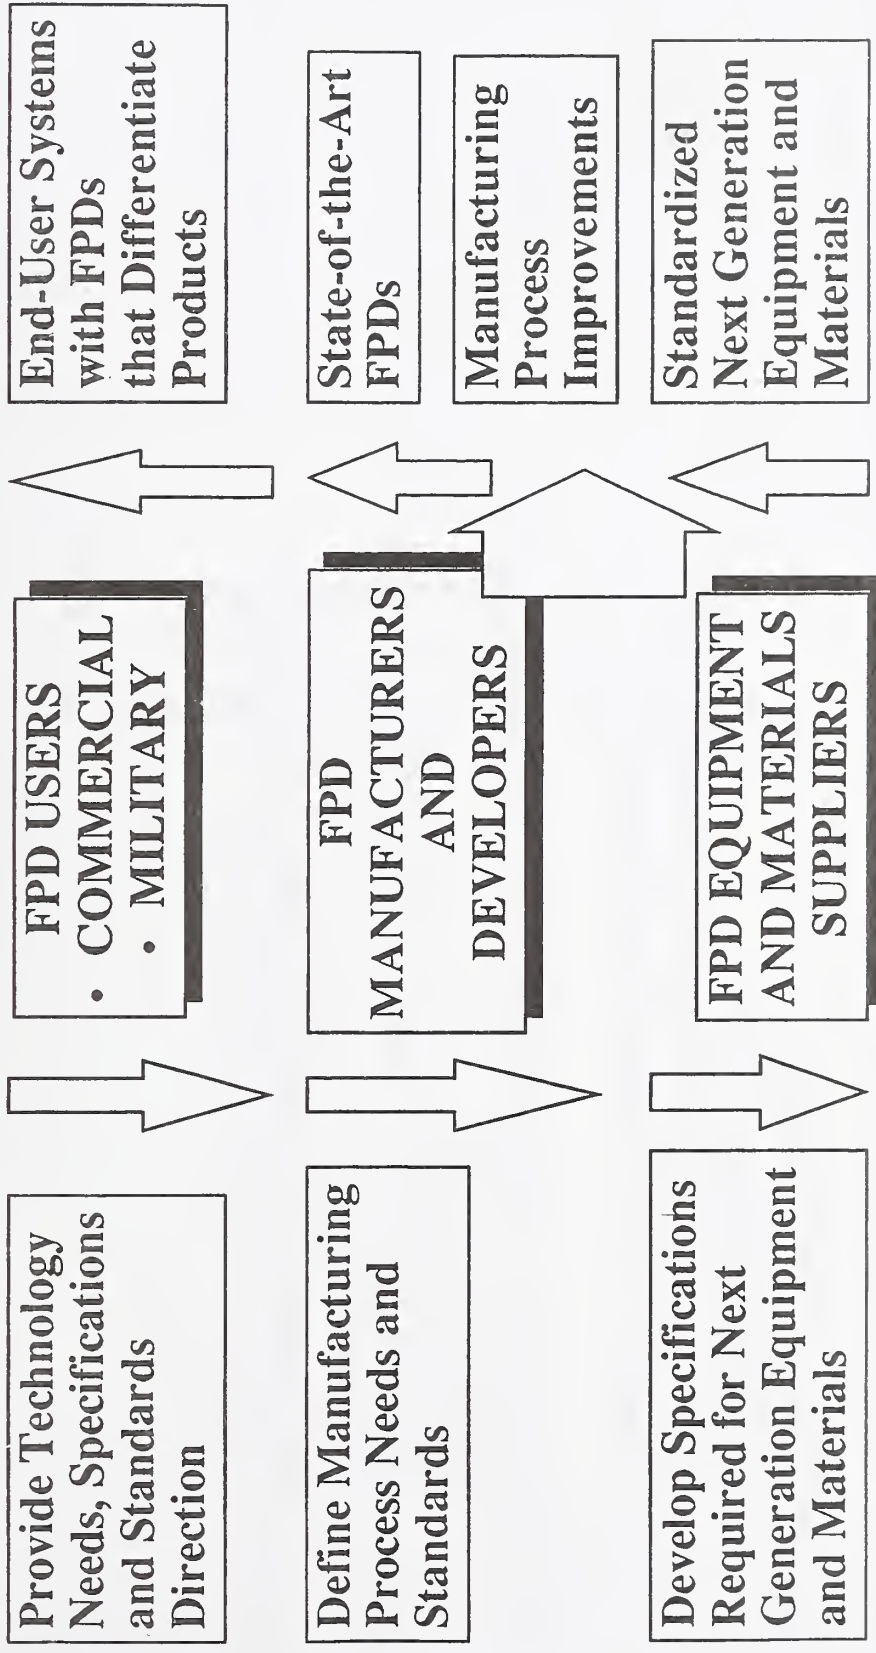 Provide Technology
Needs, Specifications
and Standards
Direction
FPD USERS
• COMMERCIAL
• MILITARY
End-User Systems
with FPDs
that Differentiate
Products
Define Manufacturing
Process Needs and
Standards
FPD
MANUFACTURERS
AND
DEVELOPERS
State-of-the-Art
FPDs
Manufacturing
Process
Improvements
Develop Specifications
Required for Next
Generation Equipment
and Materials
FPD EQUIPMENT
AND MATERIALS
SUPPLIERS
Standardized
Next Generation
Equipment and
Materials